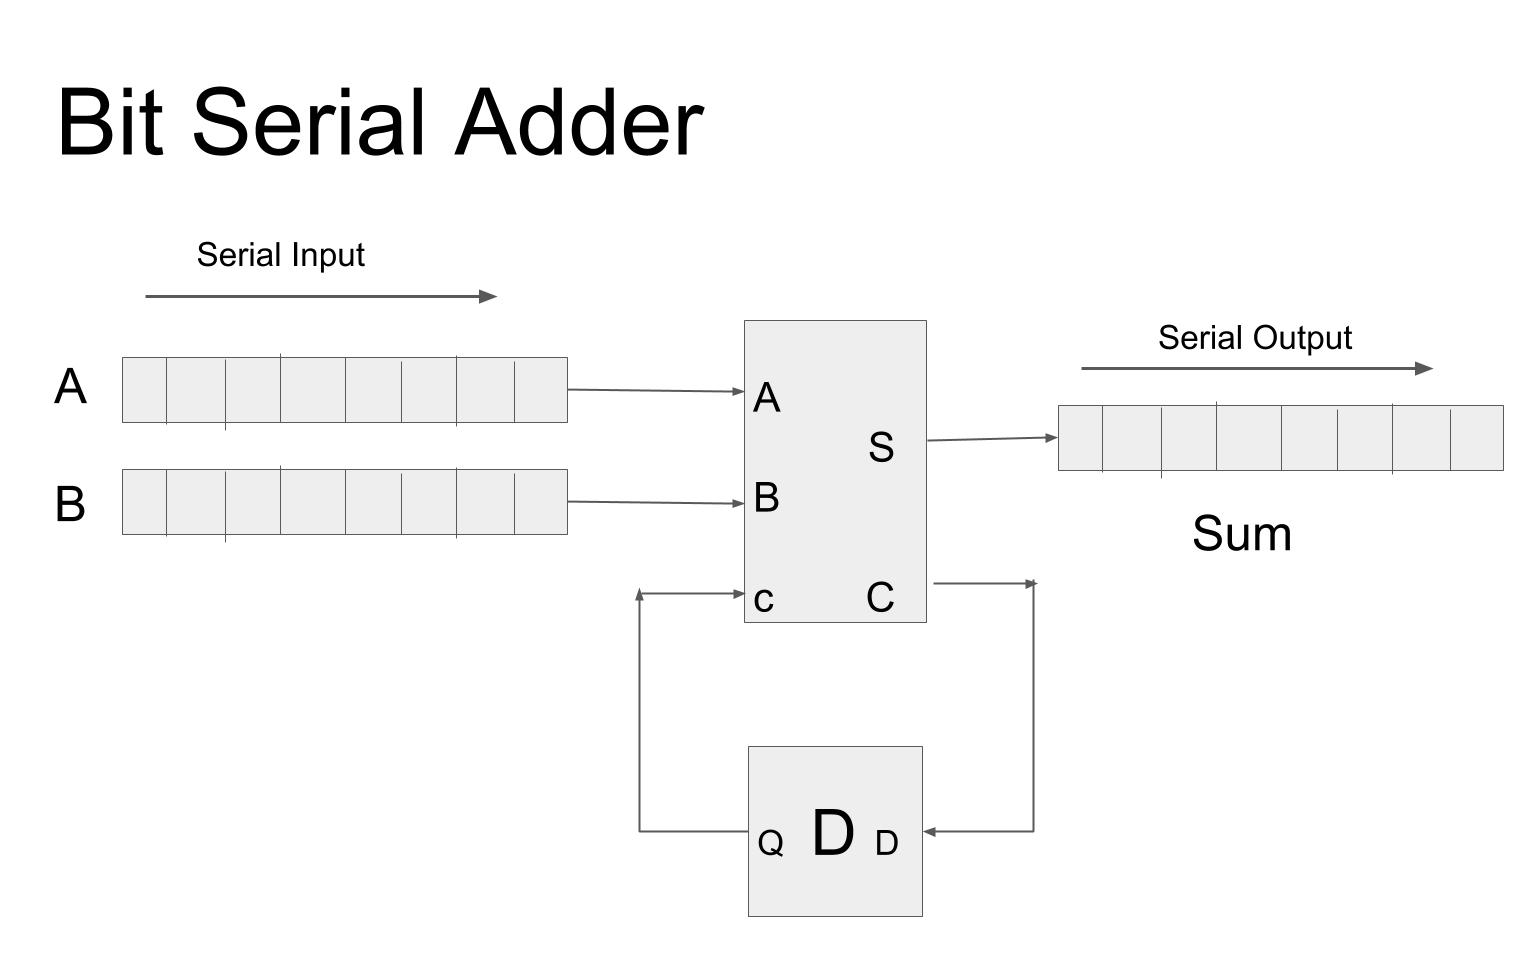 Bit Serial Adder
Serial Input
Serial Output
A
A
S
B
B
Sum
c
C
Q
D
D